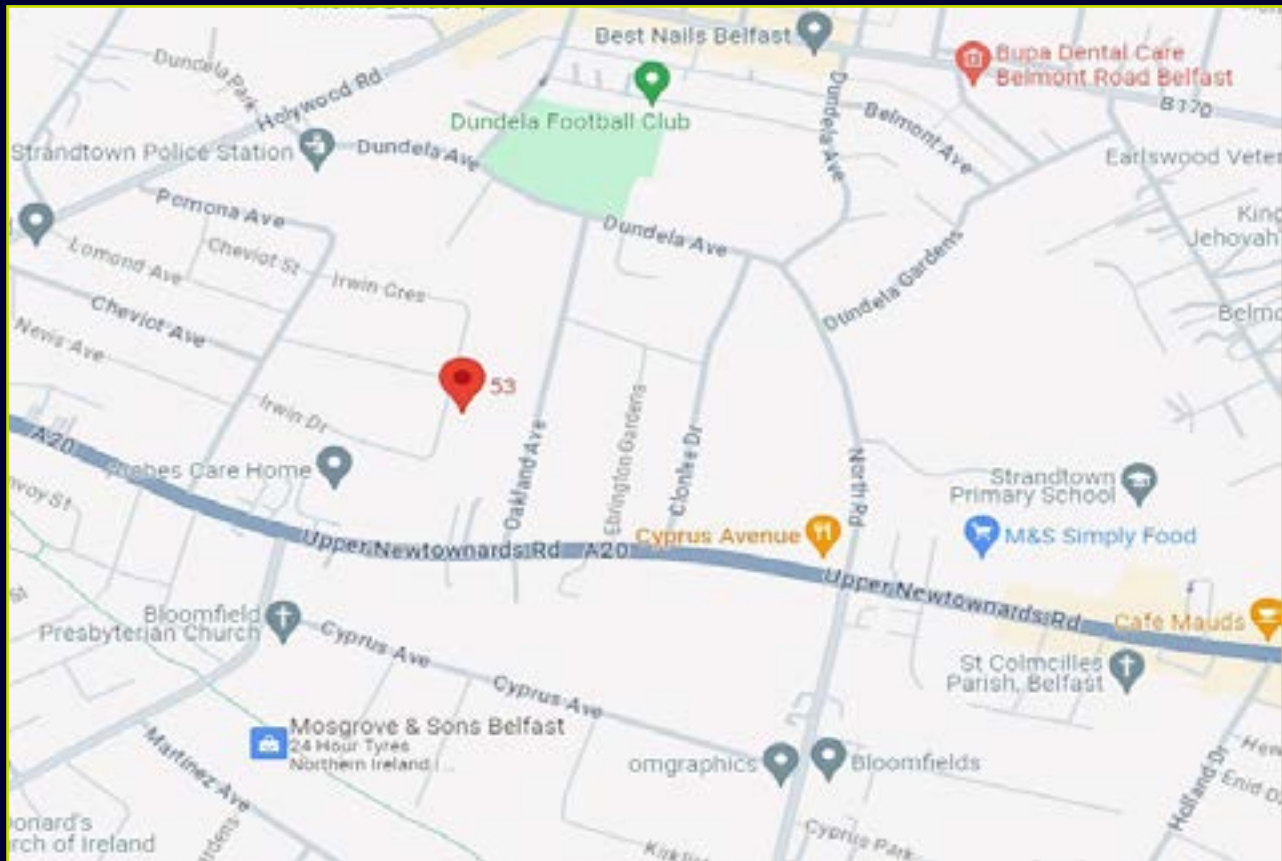 Best Nails Belfast
Bupa Dental Care
Belmont Road Belfast
Dundela Park
Holywood Rd
Dundela Football Club
Dundela Ave
Belmont Ave
B170
Strandtown Police Station
Dundela Ave
Earlswood
Pomona Ave
Dundela Ave
Jehovah
Lomond Ave
Cheviot St
Irwin Cres
Dundela Gardens
Cheviot Ave
Nevis Ave
53
Irwin Dr
Ebrington Gardens
A20
Care Home
Oakland Ave
Clonlee Dr
North Rd
Strandtown
Primary School
Upper Newtownards Rd A20
Cyprus Avenue
M&S Simply Food
Upper Newtownards Rd
Cafe Mauds
Bloomfield
Presbyterian Church
Cyprus Ave
St Colmcilles
Parish, Belfast
Cyprus Ave
Mosgrove & Sons Belfast
24 Hour Tyres
Northern Ireland |...
Martinez Ave
omgraphics
Bloomfields
Holland Dr
Enid D
onard's
rch of Ireland
Cyprus Park